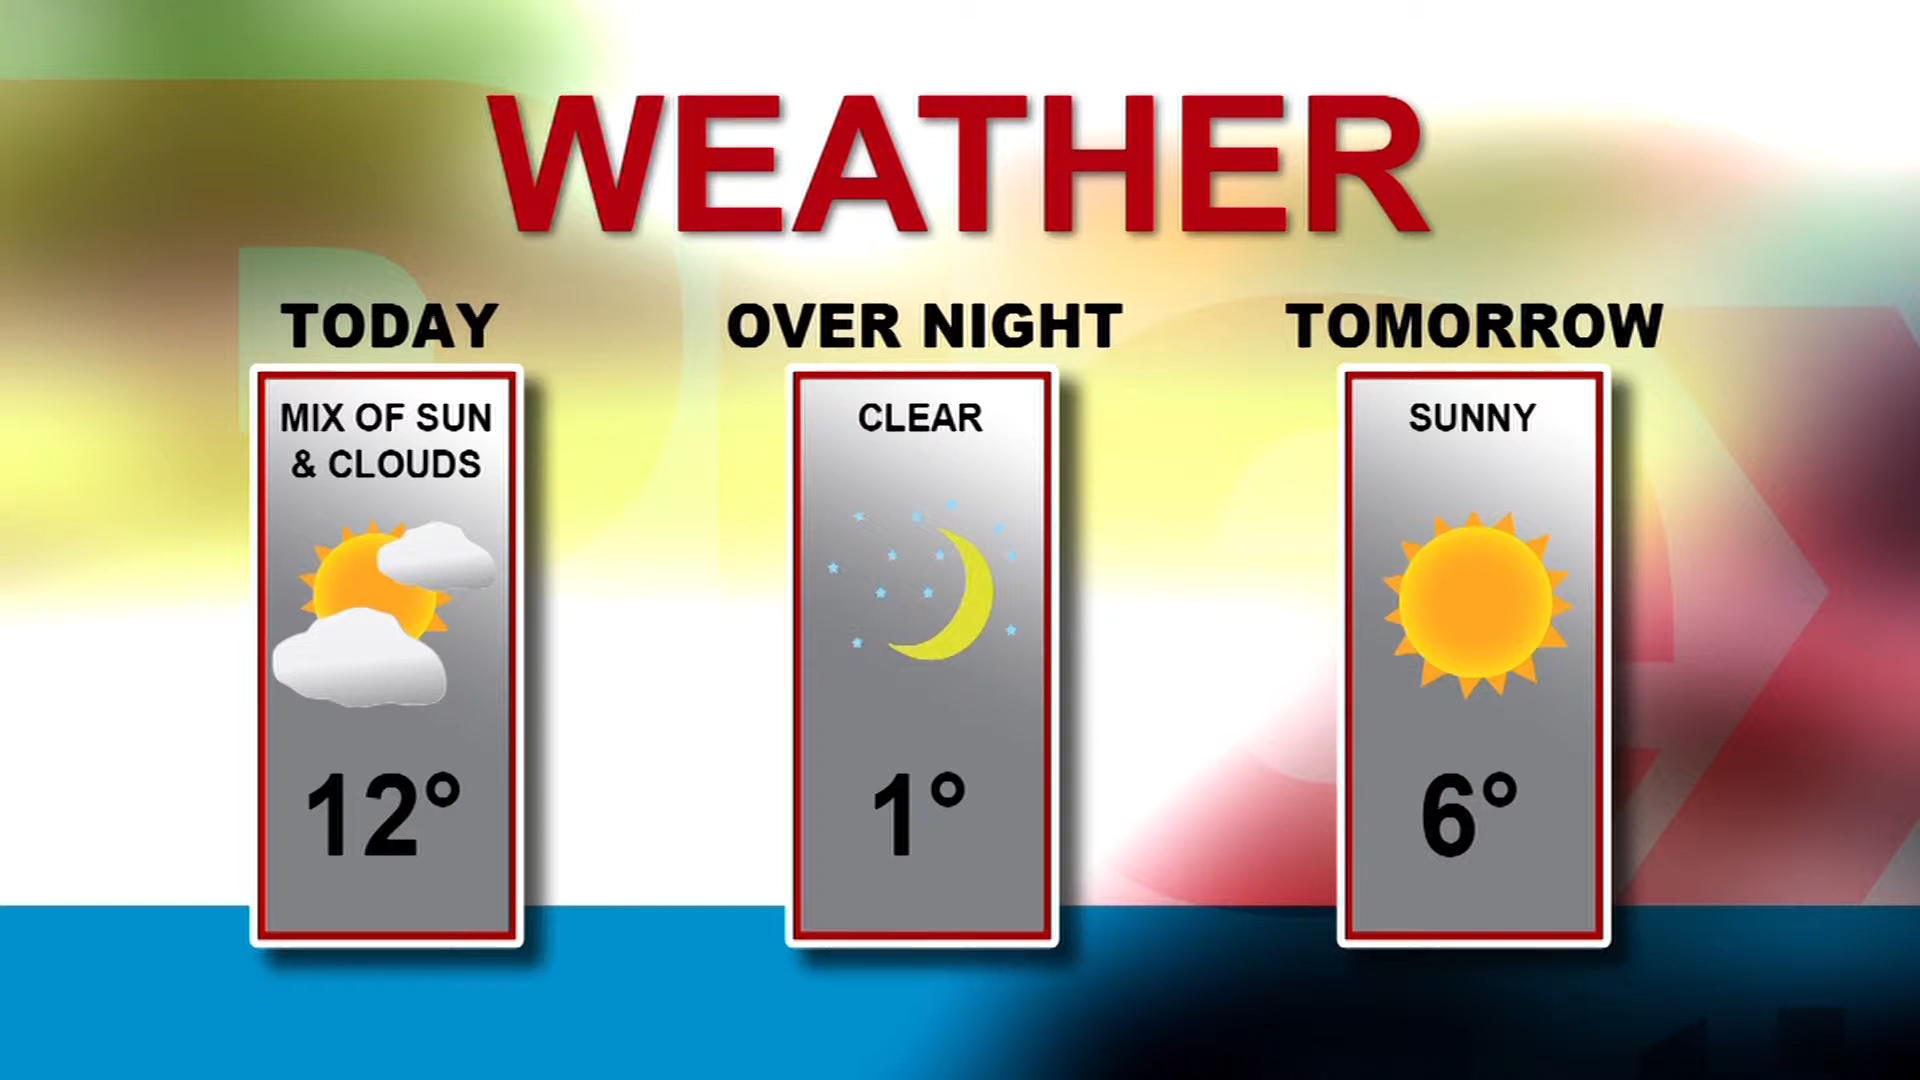 WEATHER
TODAY
MIX OF SUN
& CLOUDS
12°
OVER NIGHT
CLEAR
1°
TOMORROW
SUNNY
6°